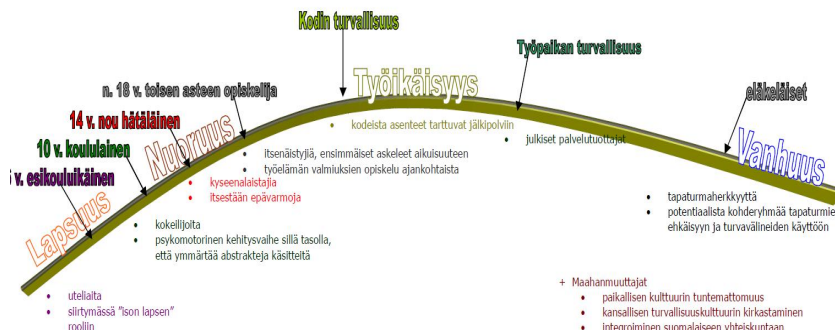 Kodin turvallisuus
Työpaikan turvallisuus
Työikäisyys
n. 18 v. toisen asteen opiskelija
eläkeläiset
14 v. nou hätäläinen
Nuoruus
• kodeista asenteet tarttuvat jälkipolviin
• julkiset palvelutuottajat
Vanhuus
10 v. koululainen
• itsenäistyjiä, ensimmäiset askeleet aikuisuuteen
• työelämän valmiuksien opiskelu ajankohtaista
v. esikouluikäinen
• kyseenalaistajia
• itsestään epävarmoja
Lapsuus
• tapaturmaherkkyyttä
• potentiaalista kohderyhmää tapaturmie
ehkäisyyn ja turvavälineiden käyttöön
• kokeilijoita
• psykomotorinen kehitysvaihe sillä tasolla,
että ymmärtää abstrakteja käsitteitä
+ Maahanmuuttajat
• paikallisen kulttuurin tuntemattomuus
• kansallisen turvallisuuskulttuurin kirkastaminen
• integroiminen suomalaiseen yhteiskuntaan
• uteliaita
• siirtymässä "ison lapsen"
rooliin